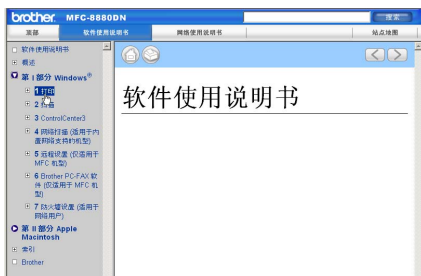 brother MFC-8880DN
搜索
顶部
软件使用说明书
网络使用说明书
站点地图
软件使用说明书
概述
第 I 部分 Windows®
1 打印
2 扫描
3 ControlCenter3
4 网络扫描 (适用于内
置网络支持的机型)
5 远程设置 (仅适用于
MFC 机型)
6 Brother PC-FAX 软
件 (仅适用于 MFC 机
型)
7 防火墙设置 (适用于
网络用户)
第 II 部分 Apple
Macintosh
索引
Brother
软件使用说明书